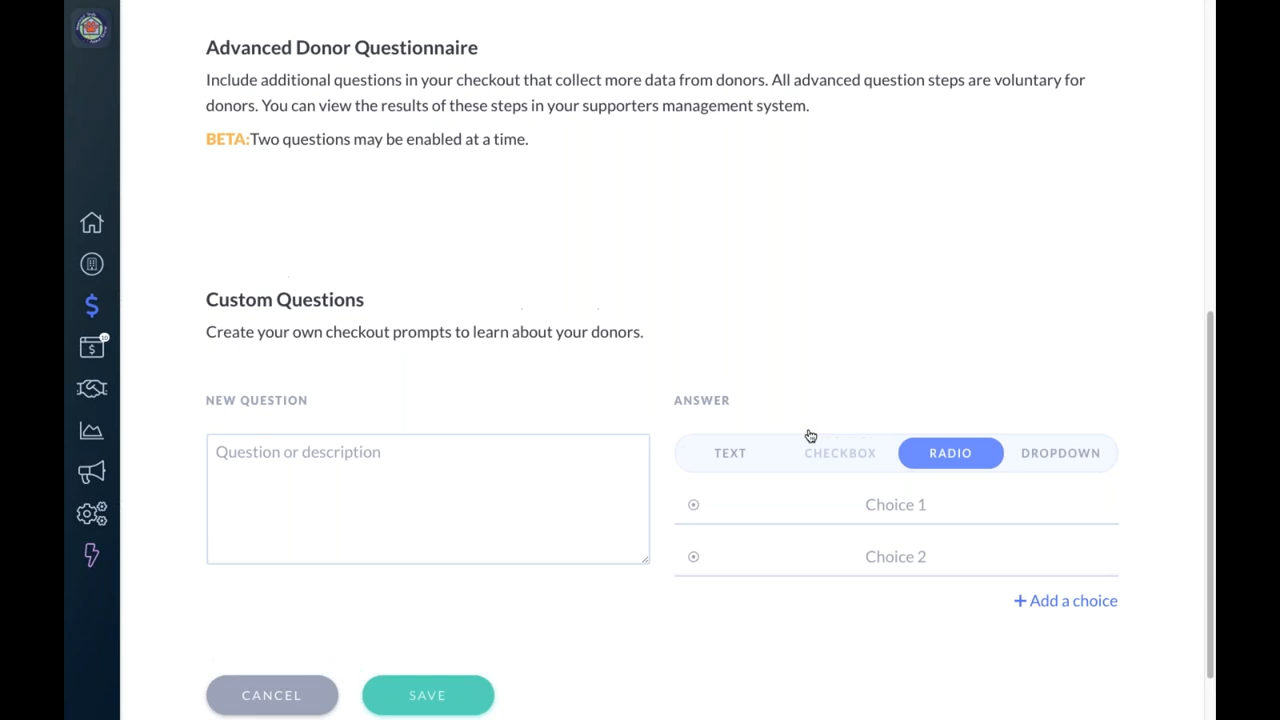 Advanced Donor Questionnaire
Include additional questions in your checkout that collect more data from donors. All advanced question steps are voluntary for
donors. You can view the results of these steps in your supporters management system.
BETA:Two questions may be enabled at a time.
Custom Questions
Create your own checkout prompts to learn about your donors.
NEW QUESTION
ANSWER
Question or description
TEXT CHECKBOX RADIO DROPDOWN
Choice 1
Choice 2
+ Add a choice
CANCEL SAVE